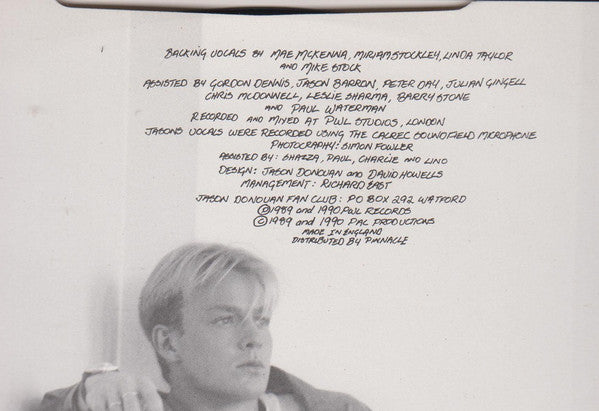 BACKING VOCALS BY MAE MCKENNA, MIRIAM STOCKLEY, LINDA TAYLOR
AND MIKE STOCK
ASSISTED BY GORDON DENNIS, JASON BARRON, PETER DAY, JULIAN GINGELL
CHRIS MCDONNELL, LESLIE SHARMA, BARRY STONE
AND PAUL WATERMAN
RECORDED AND MIXED AT PWL STUDIOS, LONDON
JASONS VOCALS WERE RECORDED USING THE CALREC SOUNDFIELD MICROPHONE
PHOTOGRAPHY: SIMON FOWLER
ASSISTED BY: SHAZZA, PAUL, CHARLIE AND LINO
DESIGN: JASON DONOVAN AND DAVID HOWELLS
MANAGEMENT: RICHARD EAST
JASON DONOVAN FAN CLUB: PO BOX 292 WATFORD
℗1989 and 1990 PWL RECORDS
©1989 and 1990 PAL PRODUCTIONS
MADE IN ENGLAND
DISTRIBUTED BY PINNACLE